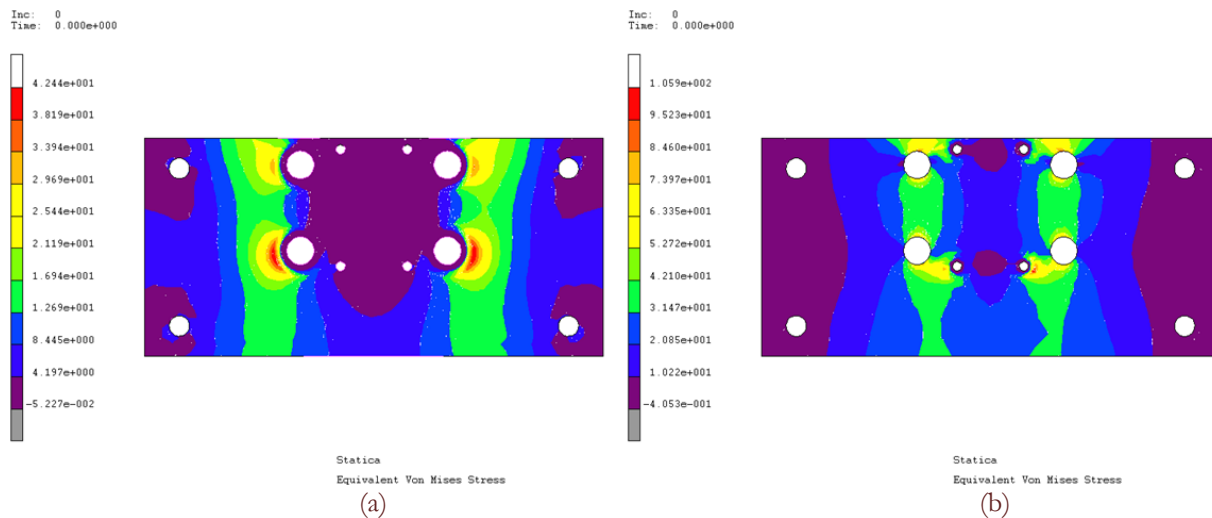 Inc: 0
Time: 0.000e+000
4.244e+001
3.819e+001
3.394e+001
2.969e+001
2.544e+001
2.119e+001
1.694e+001
1.269e+001
8.445e+000
4.197e+000
-5.227e-002
Statica
Equivalent Von Mises Stress
(a)
Inc: 0
Time: 0.000e+000
1.059e+002
9.523e+001
8.460e+001
7.397e+001
6.335e+001
5.272e+001
4.210e+001
3.147e+001
2.085e+001
1.022e+001
-4.053e-001
Statica
Equivalent Von Mises Stress
(b)